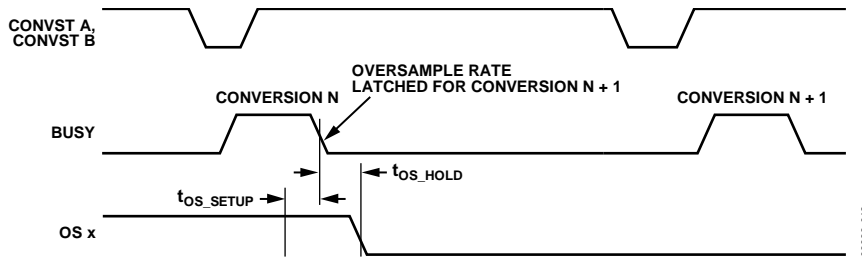 CONVST A,
CONVST B
OVERSAMPLE RATE
LATCHED FOR CONVERSION N + 1
CONVERSION N
CONVERSION N + 1
BUSY
tOS_HOLD
tOS_SETUP
OS x